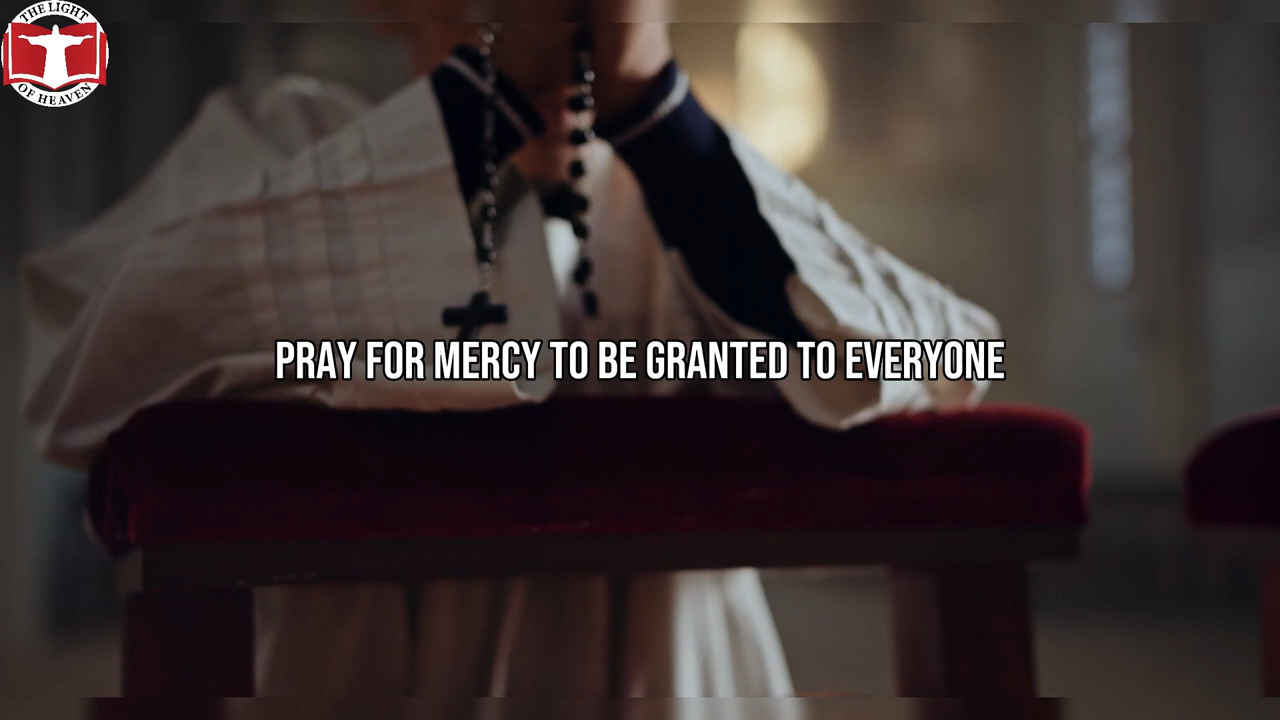 THE LIGHT
OF HEAVEN
PRAY FOR MERCY TO BE GRANTED TO EVERYONE